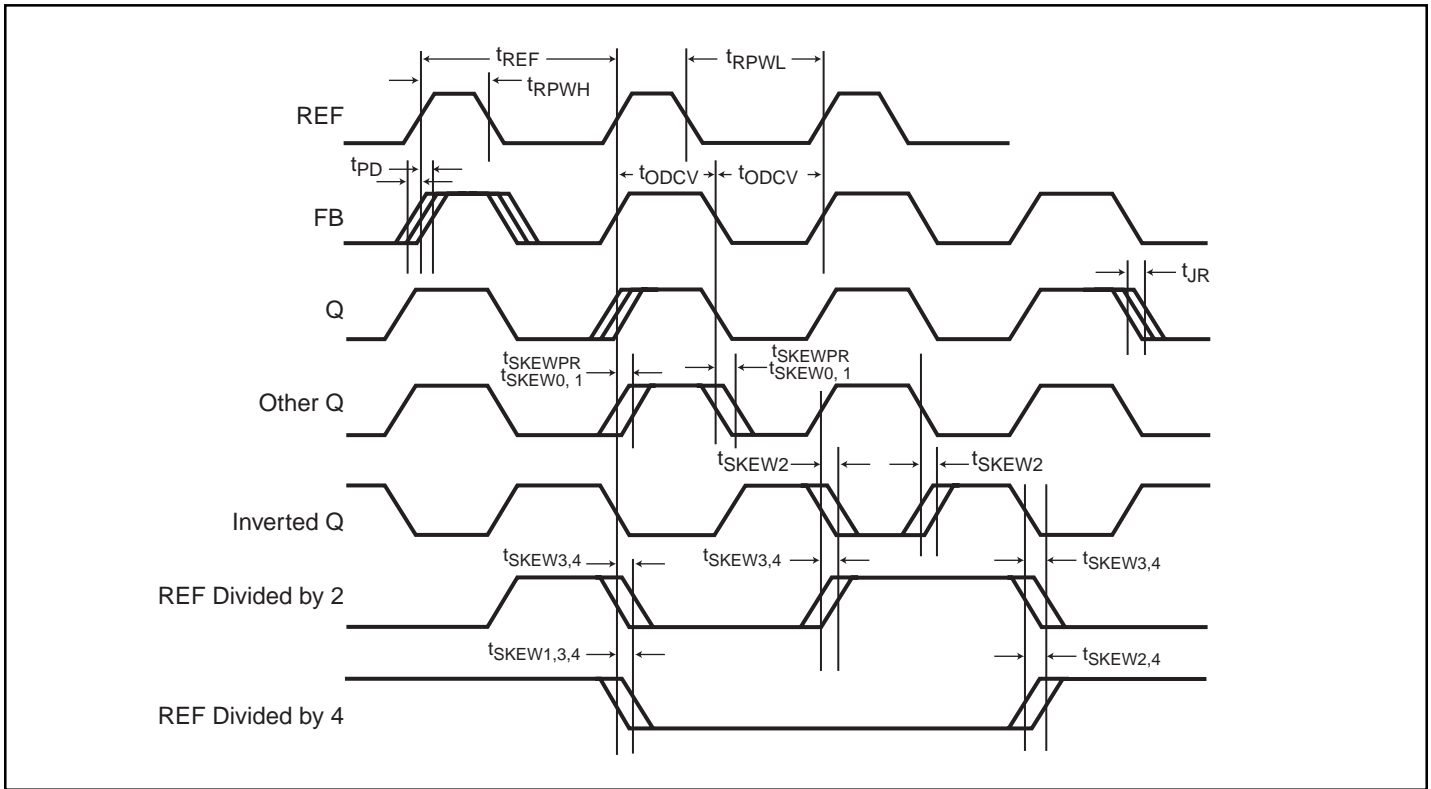 tREF
tRPWL
tRPWH
REF
tPD
tODCV tODCV
FB
tJR
Q
tSKEWPR
tSKEW0, 1
tSKEWPR
tSKEW0, 1
Other Q
tSKEW2
tSKEW2
Inverted Q
tSKEW3,4
tSKEW3,4
tSKEW3,4
REF Divided by 2
tSKEW1,3,4
tSKEW2,4
REF Divided by 4